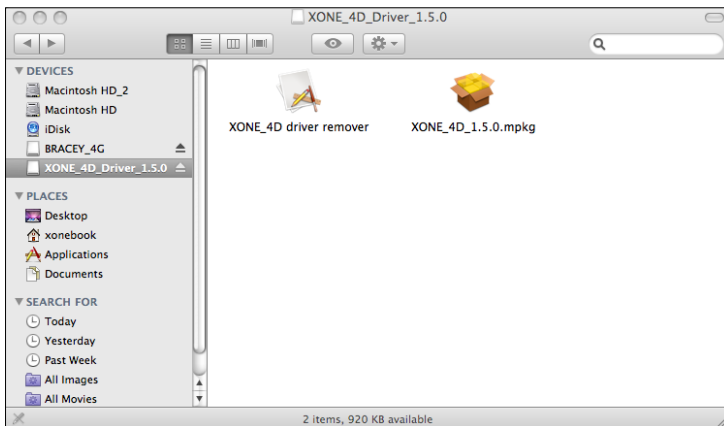 XONE_4D_Driver_1.5.0
DEVICES
Macintosh HD_2
Macintosh HD
iDisk
BRACEY_4G
XONE_4D_Driver_1.5.0
PLACES
Desktop
xonebook
Applications
Documents
SEARCH FOR
Today
Yesterday
Past Week
All Images
All Movies
XONE_4D driver remover
XONE_4D_1.5.0.mpkg
2 items, 920 KB available